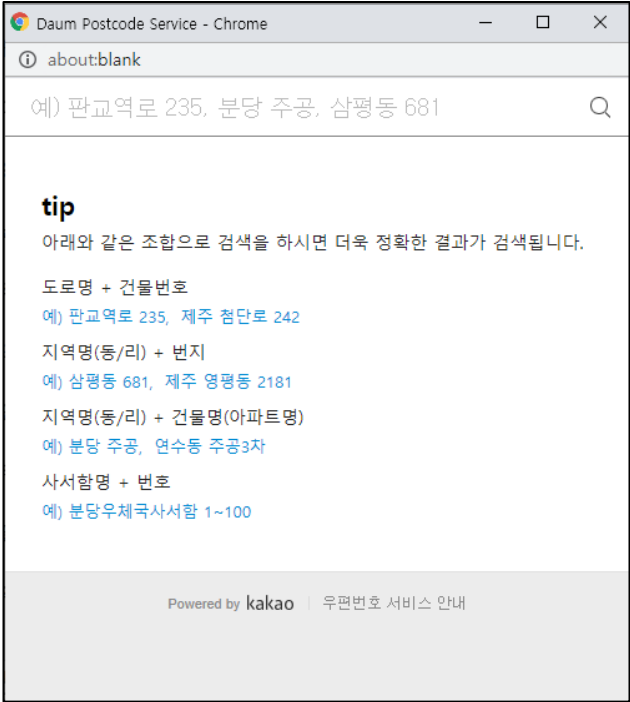 Daum Postcode Service - Chrome
about:blank
예) 판교역로 235, 분당 주공, 삼평동 681
tip
아래와 같은 조합으로 검색을 하시면 더욱 정확한 결과가 검색됩니다.
도로명 + 건물번호
예) 판교역로 235, 제주 첨단로 242
지역명(동/리) + 번지
예) 삼평동 681, 제주 영평동 2181
지역명(동/리) + 건물명(아파트명)
예) 분당 주공, 연수동 주공3차
사서함명 + 번호
예) 분당우체국사서함 1~100
Powered by kakao 우편번호 서비스 안내